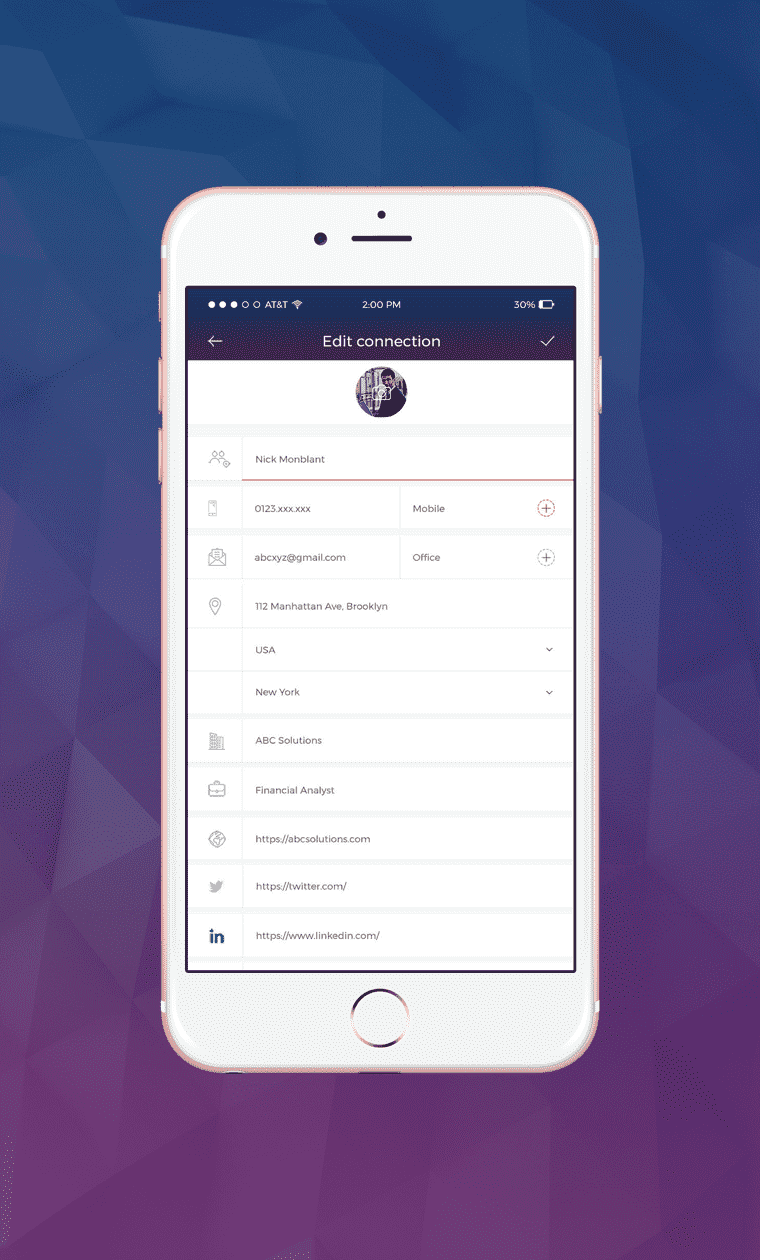 AT&T 2:00 PM 30%
Edit connection
Nick Monblant
0123.xxx.xxx Mobile
abcxyz@gmail.com Office
112 Manhattan Ave, Brooklyn
USA
New York
ABC Solutions
Financial Analyst
https://abcsolutions.com
https://twitter.com/
in
https://www.linkedin.com/